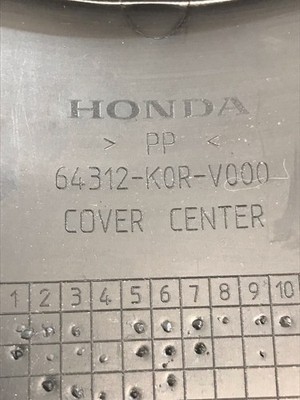 HONDA
> PP <
64312-K0R-V000
COVER CENTER
1 2 3 4 5 6 7 8 9 10